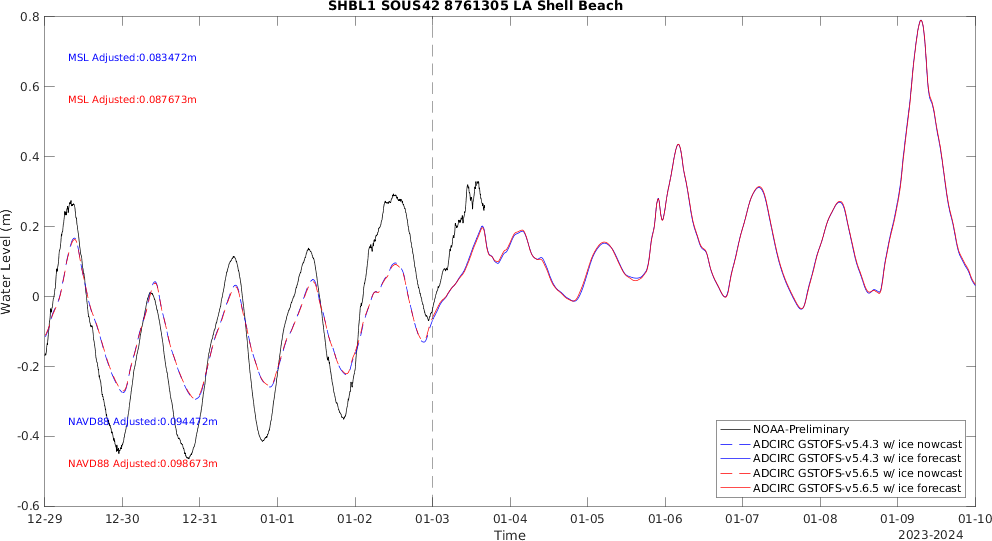 SHBL1 SOUS42 8761305 LA Shell Beach
0.8
0.6
0.4
0.2
0
-0.2
-0.4
-0.6
Water Level (m)
MSL Adjusted:0.083472m
MSL Adjusted:0.087673m
NAVD88 Adjusted:0.094472m
NAVD88 Adjusted:0.098673m
NOAA-Preliminary
ADCIRC GSTOFS-v5.4.3 w/ ice nowcast
ADCIRC GSTOFS-v5.4.3 w/ ice forecast
ADCIRC GSTOFS-v5.6.5 w/ ice nowcast
ADCIRC GSTOFS-v5.6.5 w/ ice forecast
12-29 12-30 12-31 01-01 01-02 01-03 01-04 01-05 01-06 01-07 01-08 01-09 01-10
Time
2023-2024